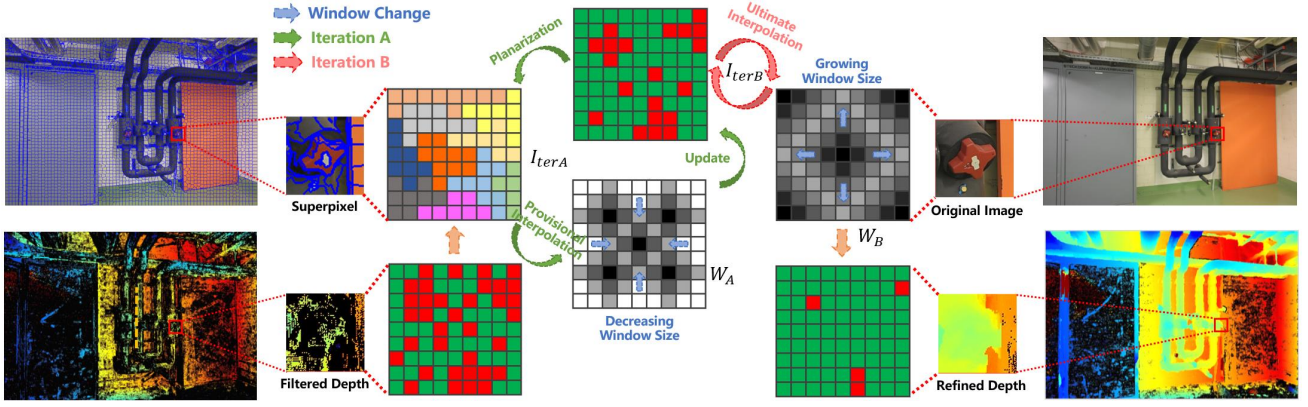 Window Change
Iteration A
Iteration B
Planarization
Ultimate
Interpolation
I_terB
Growing
Window Size
Superpixel
I_terA
Update
Original Image
Provisional
Interpolation
W_A
W_B
Decreasing
Window Size
Filtered Depth
Refined Depth